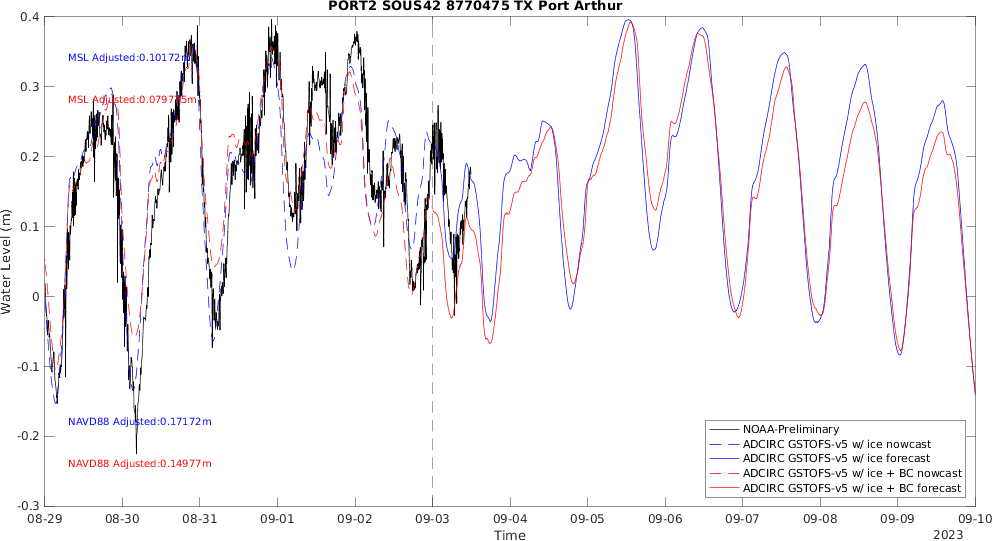 PORT2 SOUS42 8770475 TX Port Arthur
0.4
0.3
0.2
0.1
0
-0.1
-0.2
-0.3
Water Level (m)
MSL Adjusted:0.10172m
MSL Adjusted:0.079765m
NAVD88 Adjusted:0.17172m
NAVD88 Adjusted:0.14977m
NOAA-Preliminary
ADCIRC GSTOFS-v5 w/ ice nowcast
ADCIRC GSTOFS-v5 w/ ice forecast
ADCIRC GSTOFS-v5 w/ ice + BC nowcast
ADCIRC GSTOFS-v5 w/ ice + BC forecast
08-29 08-30 08-31 09-01 09-02 09-03 09-04 09-05 09-06 09-07 09-08 09-09 09-10
Time
2023